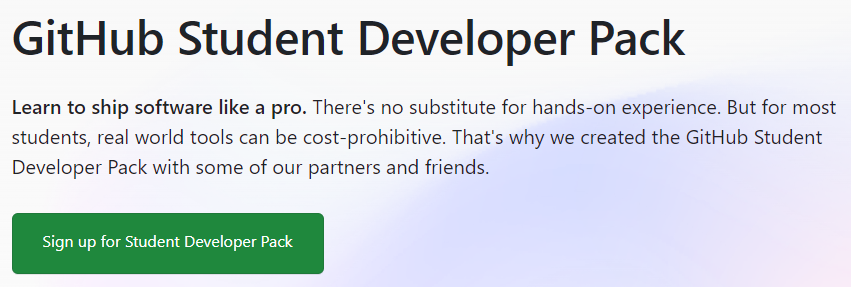 GitHub Student Developer Pack
Learn to ship software like a pro. There's no substitute for hands-on experience. But for most
students, real world tools can be cost-prohibitive. That's why we created the GitHub Student
Developer Pack with some of our partners and friends.
Sign up for Student Developer Pack